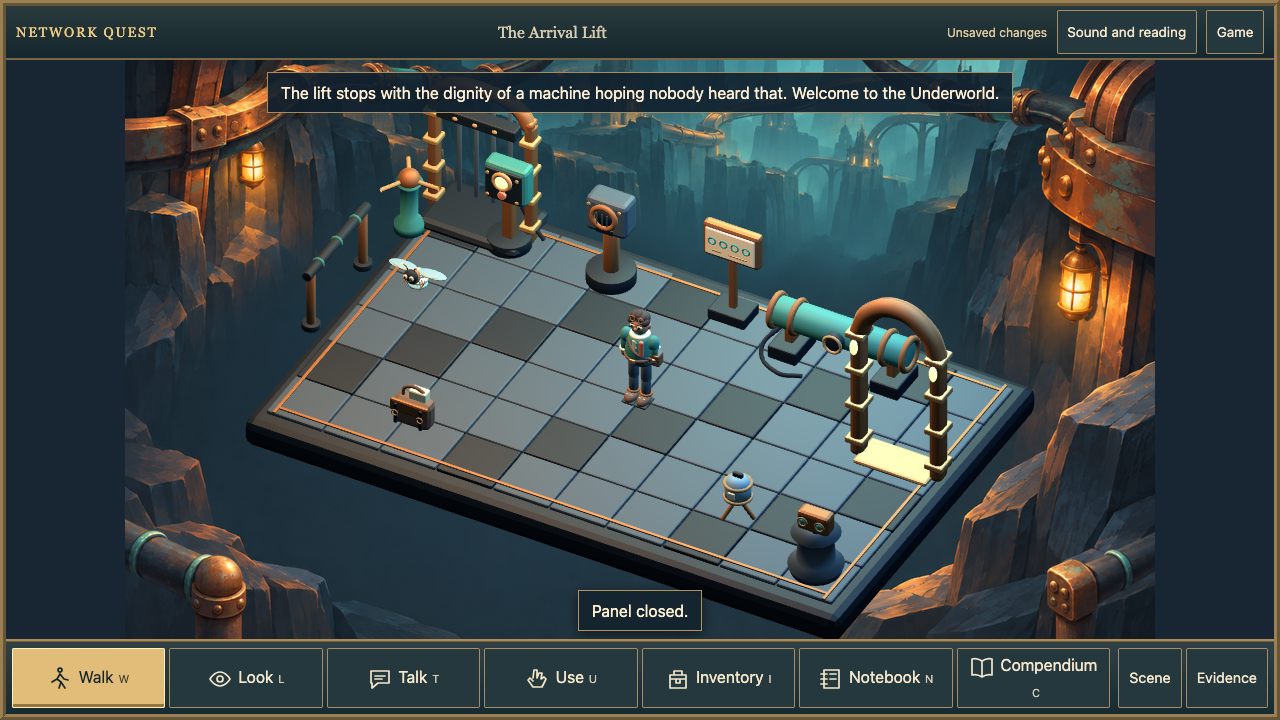 NETWORK QUEST
The Arrival Lift
Unsaved changes
Sound and reading
Game
The lift stops with the dignity of a machine hoping nobody heard that. Welcome to the Underworld.
Panel closed.
Walk W
Look L
Talk T
Use U
Inventory I
Notebook N
Compendium
C
Scene
Evidence